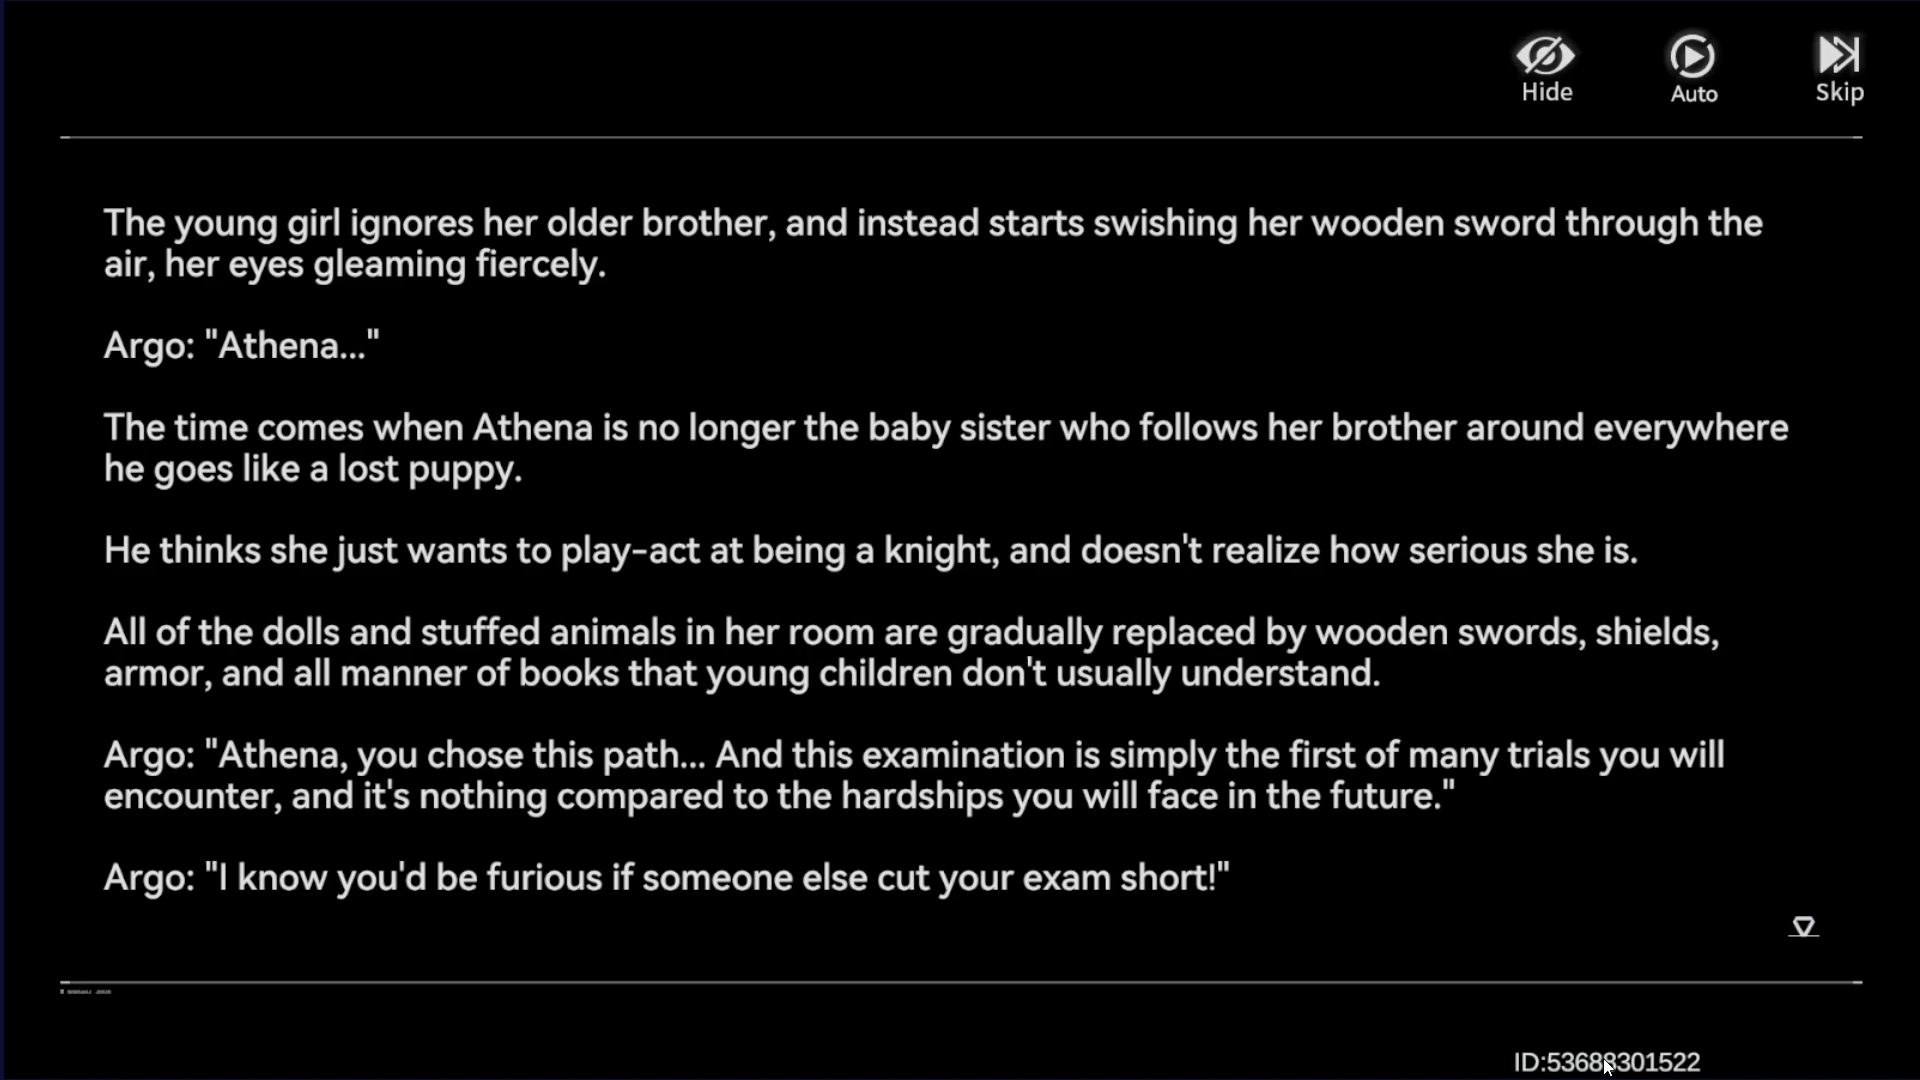 Hide
Auto
Skip
The young girl ignores her older brother, and instead starts swishing her wooden sword through the
air, her eyes gleaming fiercely.
Argo: "Athena..."
The time comes when Athena is no longer the baby sister who follows her brother around everywhere
he goes like a lost puppy.
He thinks she just wants to play-act at being a knight, and doesn't realize how serious she is.
All of the dolls and stuffed animals in her room are gradually replaced by wooden swords, shields,
armor, and all manner of books that young children don't usually understand.
Argo: "Athena, you chose this path... And this examination is simply the first of many trials you will
encounter, and it's nothing compared to the hardships you will face in the future."
Argo: "I know you'd be furious if someone else cut your exam short!"
ID:53688301522